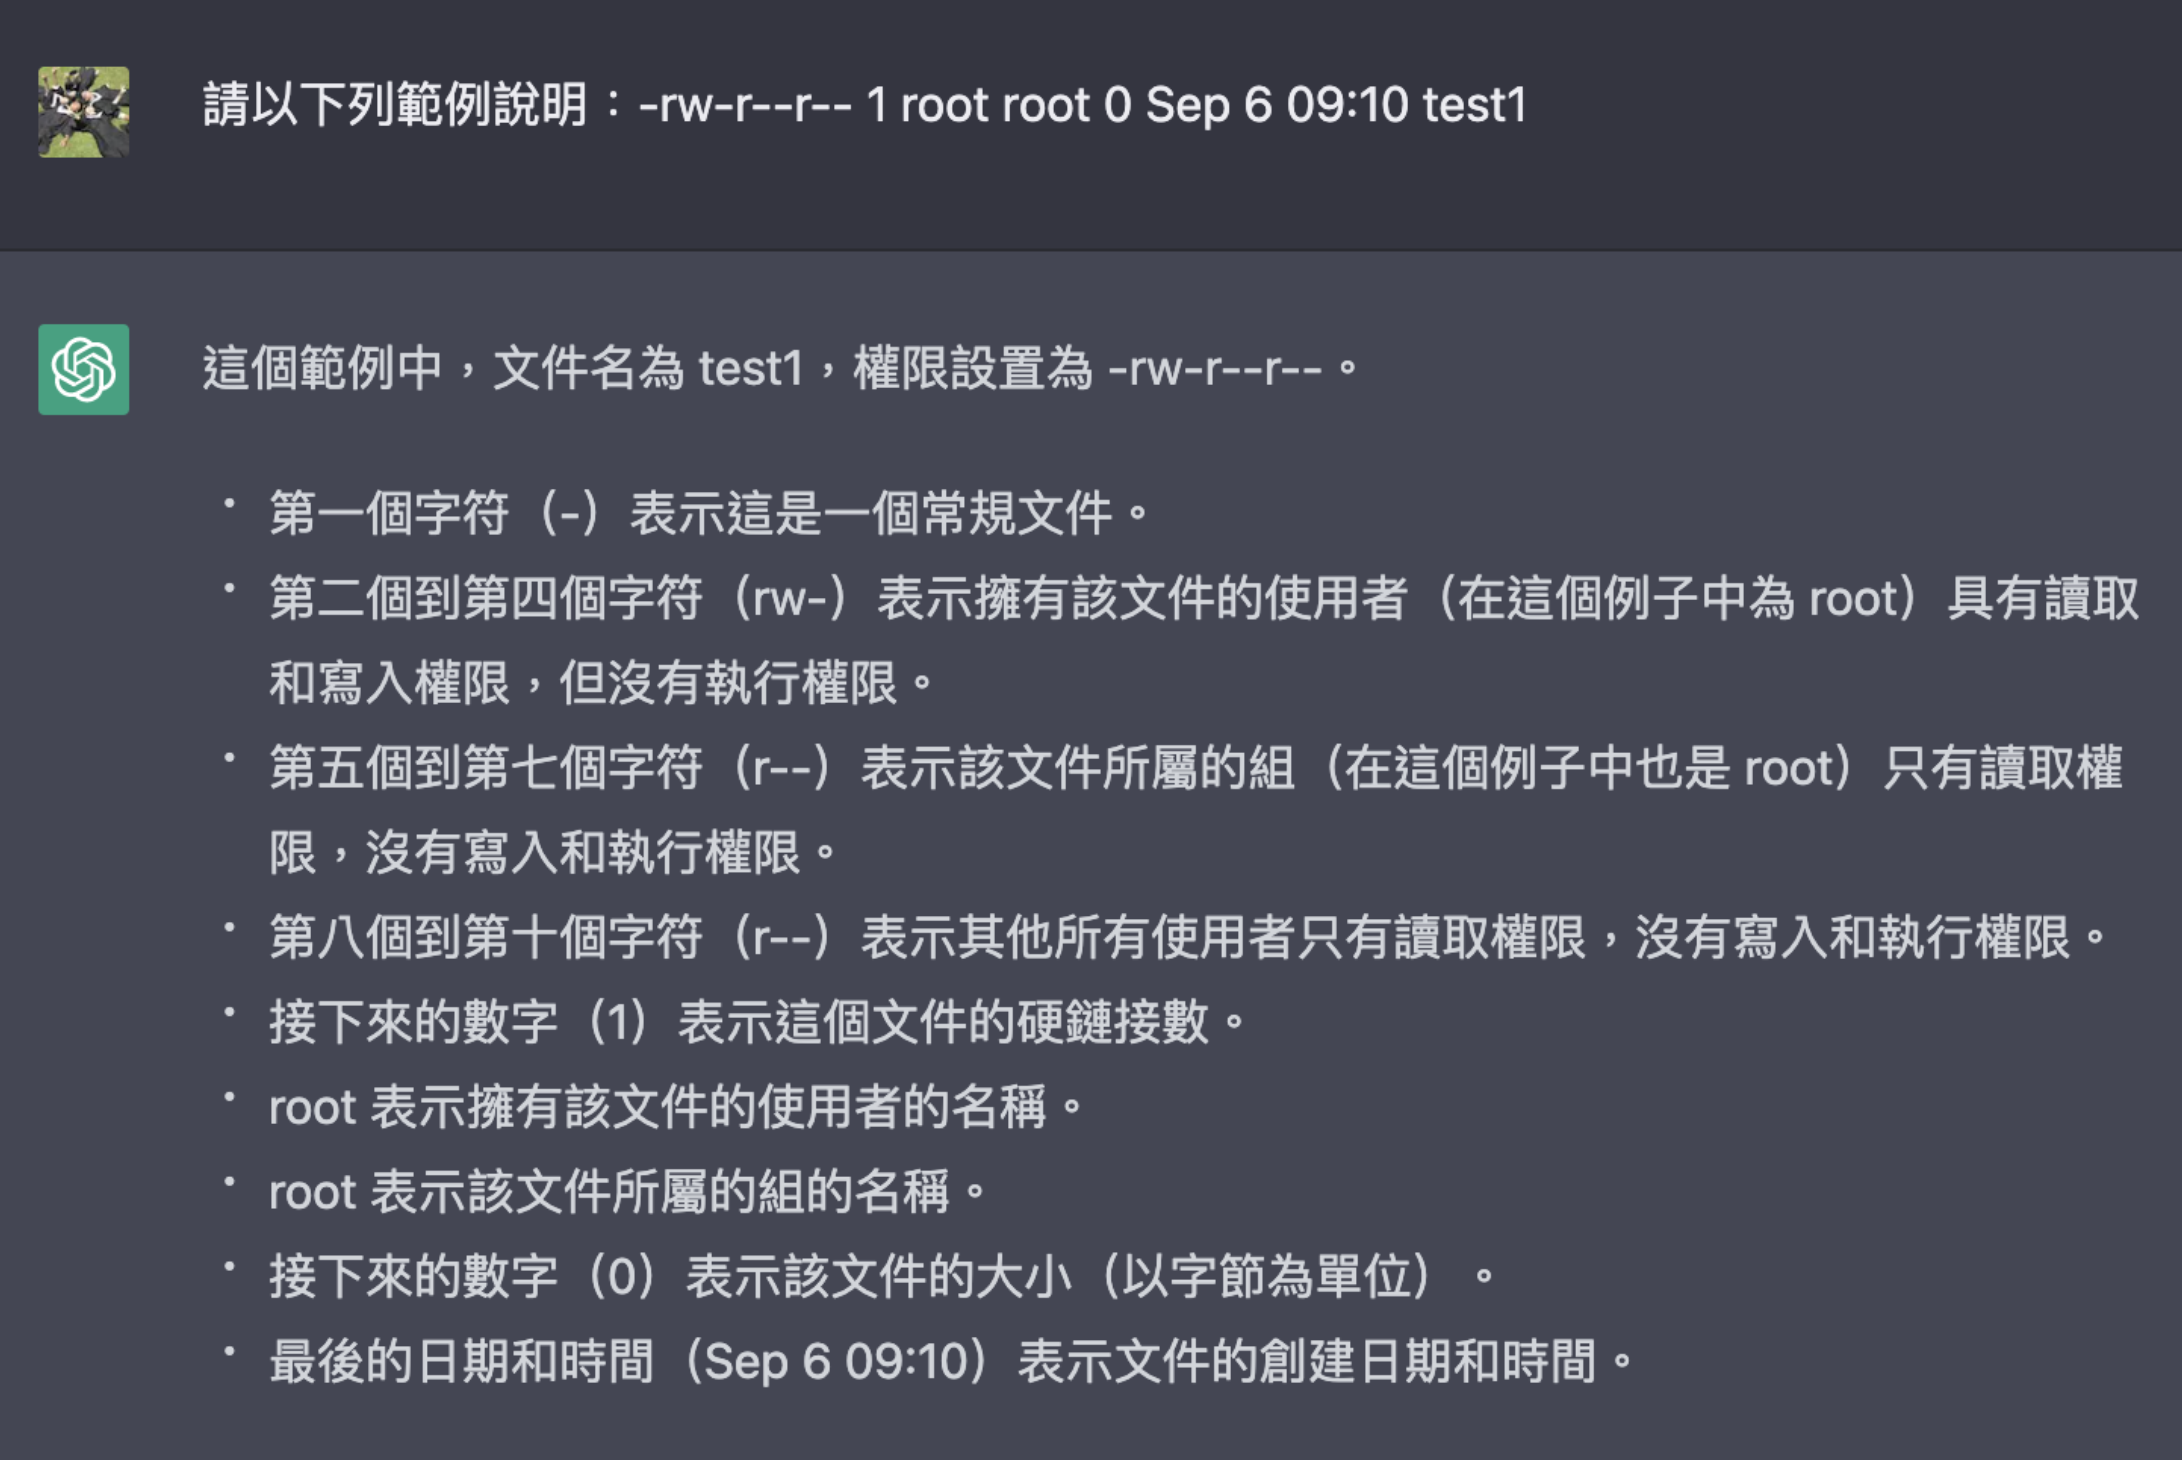 請以下列範例說明：-rw-r--r-- 1 root root 0 Sep 6 09:10 test1
這個範例中，文件名為 test1，權限設置為 -rw-r--r--。
• 第一個字符（-）表示這是一個常規文件。
• 第二個到第四個字符（rw-）表示擁有該文件的使用者（在這個例子中為 root）具有讀取
和寫入權限，但沒有執行權限。
• 第五個到第七個字符（r--）表示該文件所屬的組（在這個例子中也是 root）只有讀取權
限，沒有寫入和執行權限。
• 第八個到第十個字符（r--）表示其他所有使用者只有讀取權限，沒有寫入和執行權限。
• 接下來的數字（1）表示這個文件的硬鏈接數。
• root 表示擁有該文件的使用者的名稱。
• root 表示該文件所屬的組的名稱。
• 接下來的數字（0）表示該文件的大小（以字節為單位）。
• 最後的日期和時間（Sep 6 09:10）表示文件的創建日期和時間。